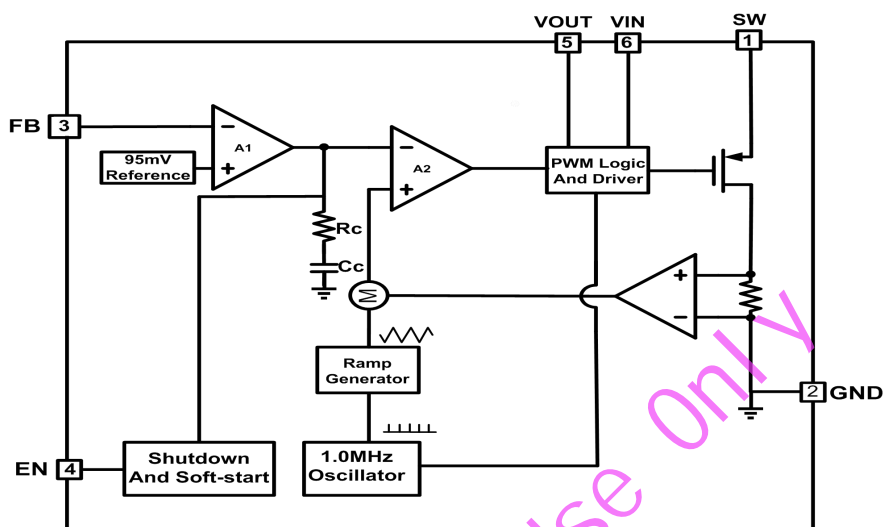 VOUT VIN SW
5 6 1
FB 3
− A1 +
95mV
Reference
− A2 +
PWM Logic
And Driver
Rc
Cc
+
−
Ramp
Generator
2 GND
EN 4
Shutdown
And Soft-start
1.0MHz
Oscillator
Use Only